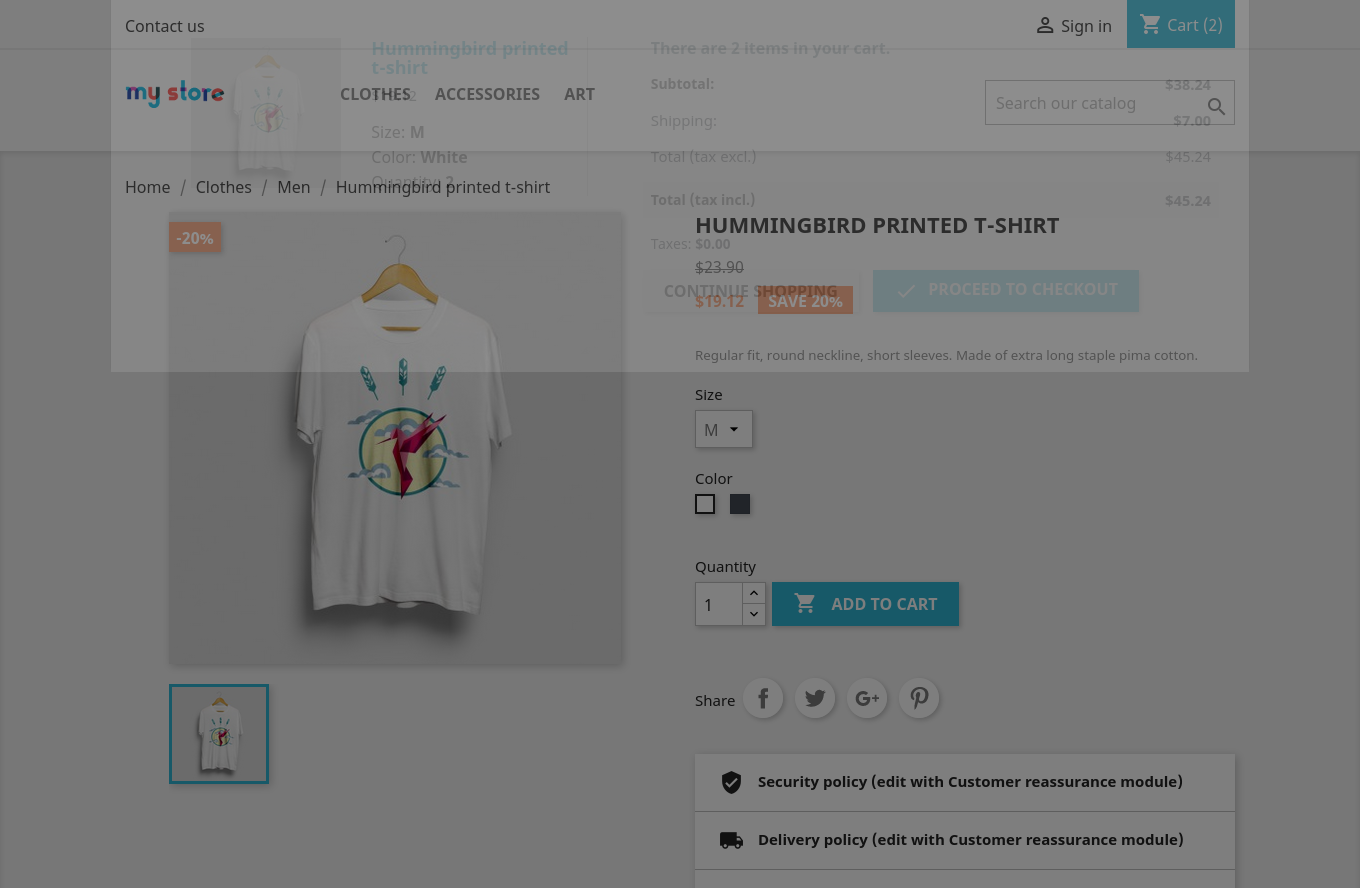 Contact us
Sign in
Cart (2)
Hummingbird printed
t-shirt
There are 2 items in your cart.
Subtotal: $38.24
my store
CLOTHES
ACCESSORIES
ART
Search our catalog
Shipping: $7.00
Size: M
Color: White
Total (tax excl.) $45.24
Quantity: 2
Home / Clothes / Men / Hummingbird printed t-shirt
Total (tax incl.) $45.24
-20%
HUMMINGBIRD PRINTED T-SHIRT
Taxes: $0.00
$23.90
CONTINUE SHOPPING
PROCEED TO CHECKOUT
$19.12
SAVE 20%
Regular fit, round neckline, short sleeves. Made of extra long staple pima cotton.
Size
M
Color
Quantity
1
ADD TO CART
Share
Security policy (edit with Customer reassurance module)
Delivery policy (edit with Customer reassurance module)